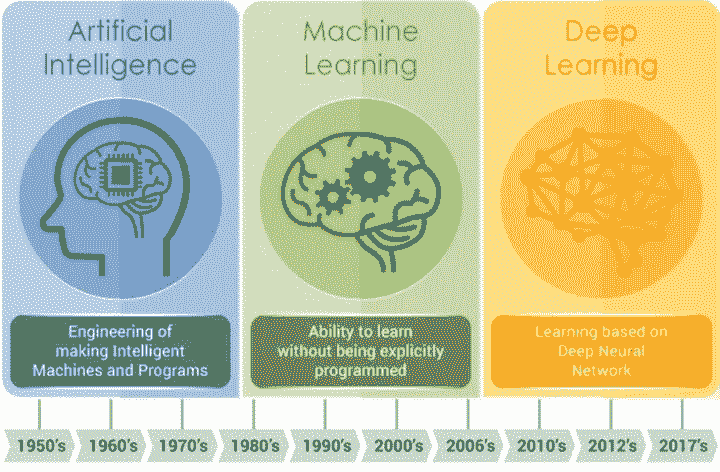 Artificial
Intelligence
Machine
Learning
Deep
Learning
Engineering of
making Intelligent
Machines and Programs
Ability to learn
without being explicitly
programmed
Learning based on
Deep Neural
Network
1950's 1960's 1970's 1980's 1990's 2000's 2006's 2010's 2012's 2017's